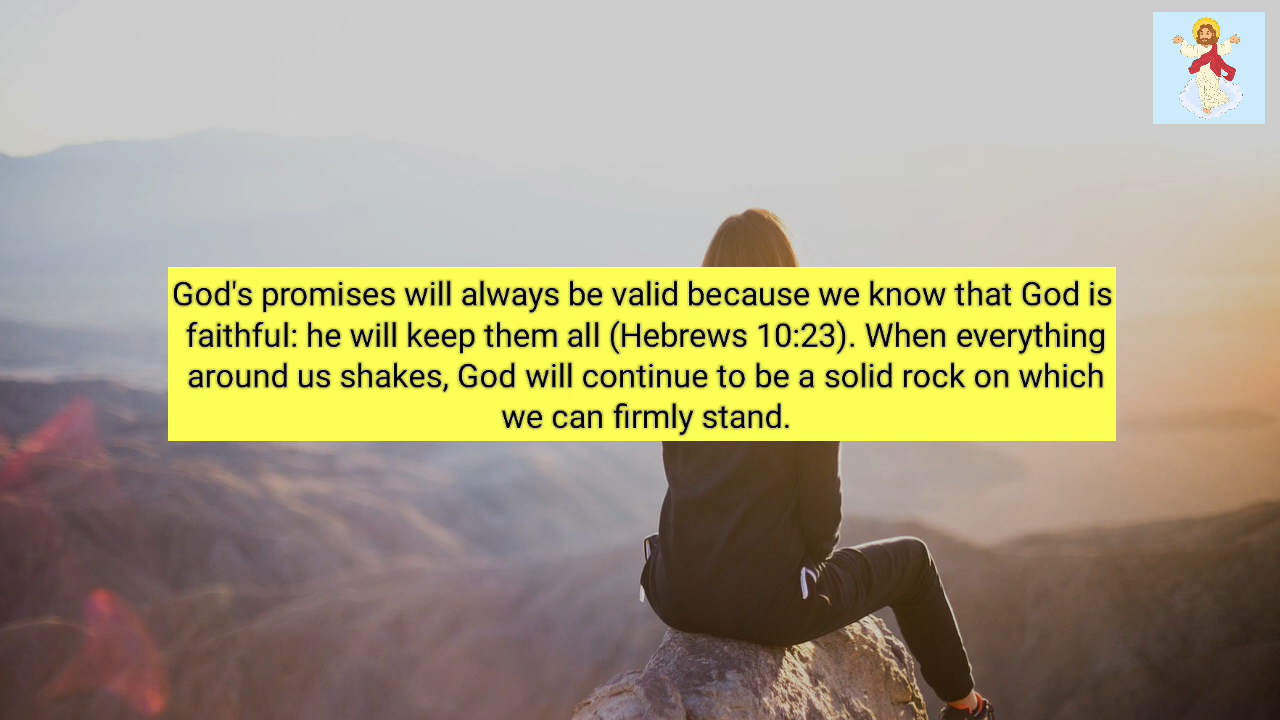 God's promises will always be valid because we know that God is
faithful: he will keep them all (Hebrews 10:23). When everything
around us shakes, God will continue to be a solid rock on which
we can firmly stand.